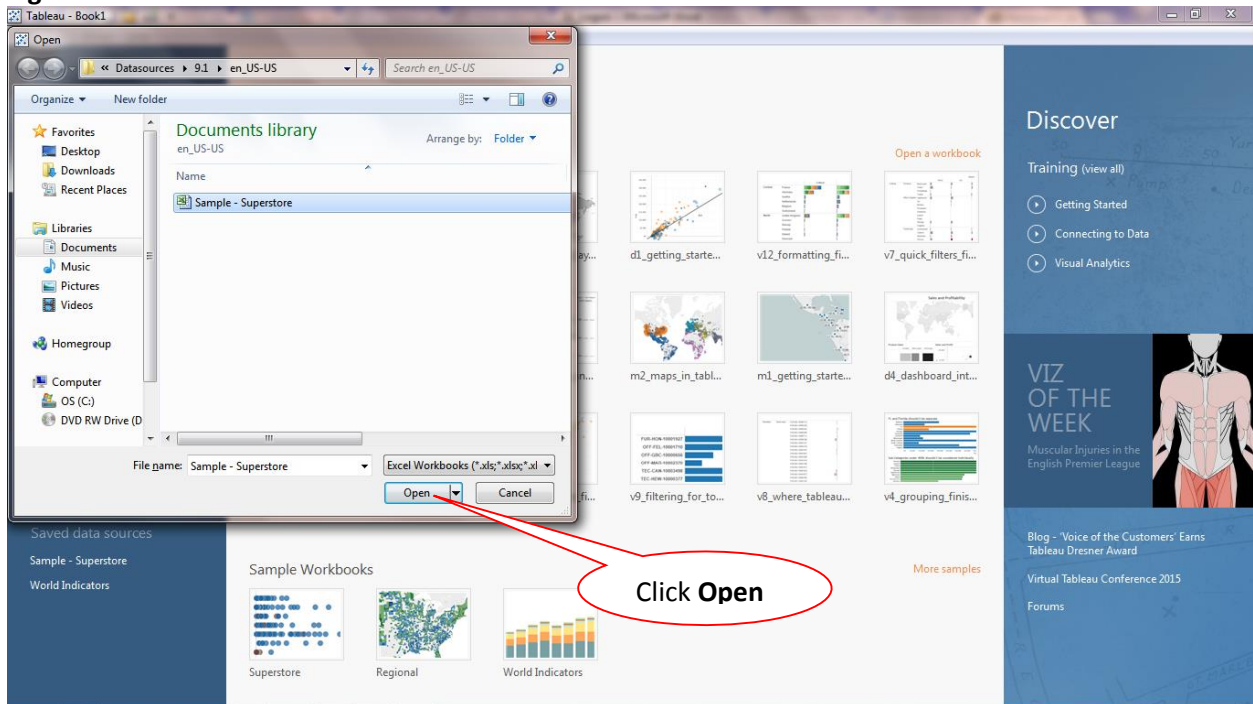 Tableau - Book1
Open
« Datasources ▸ 9.1 ▸ en_US-US
Search en_US-US
Organize
New folder
Favorites
Desktop
Downloads
Recent Places
Libraries
Documents
Music
Pictures
Videos
Homegroup
Computer
OS (C:)
DVD RW Drive (D
Documents library
en_US-US
Arrange by: Folder
Name
Sample - Superstore
File name: Sample - Superstore
Excel Workbooks (*.xls;*.xlsx;*.xl
Open
Cancel
Open a workbook
d1_getting_starte...
v12_formatting_fi...
v7_quick_filters_fi...
m2_maps_in_tabl...
m1_getting_starte...
d4_dashboard_int...
v9_filtering_for_to...
v8_where_tableau...
v4_grouping_finis...
Saved data sources
Sample - Superstore
World Indicators
Sample Workbooks
More samples
Superstore
Regional
World Indicators
Click Open
Discover
Training (view all)
Getting Started
Connecting to Data
Visual Analytics
VIZ
OF THE
WEEK
Muscular Injuries in the
English Premier League
Blog - 'Voice of the Customers' Earns
Tableau Dresner Award
Virtual Tableau Conference 2015
Forums